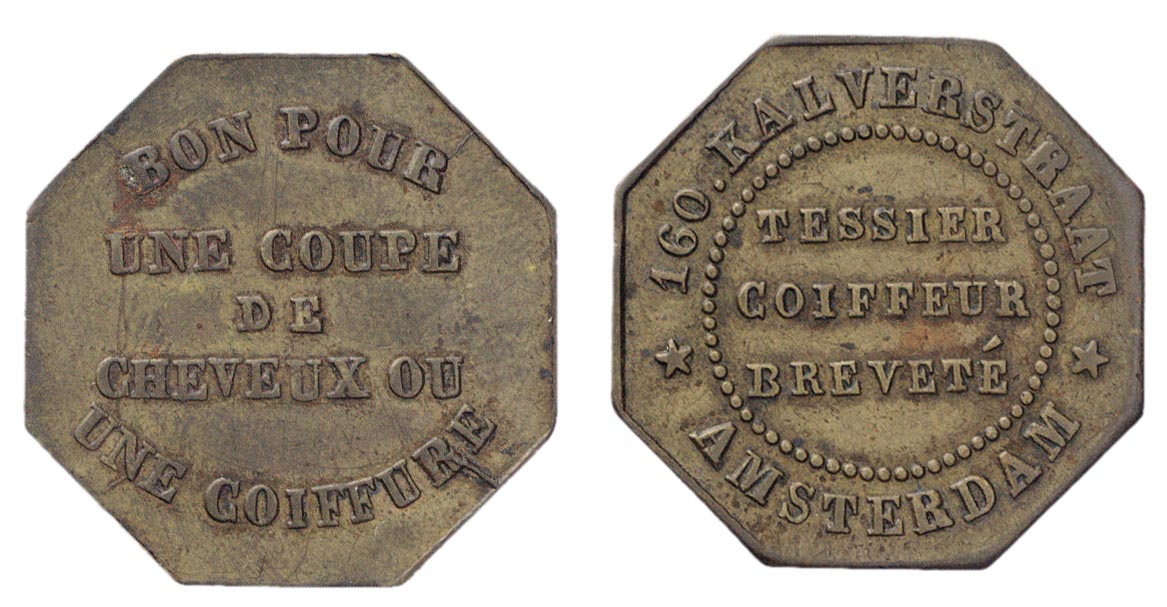 BON POUR
UNE COUPE
DE
CHEVEUX OU
UNE COIFFURE
160. KALVERSTRAAT
TESSIER
COIFFEUR
BREVETÉ
AMSTERDAM